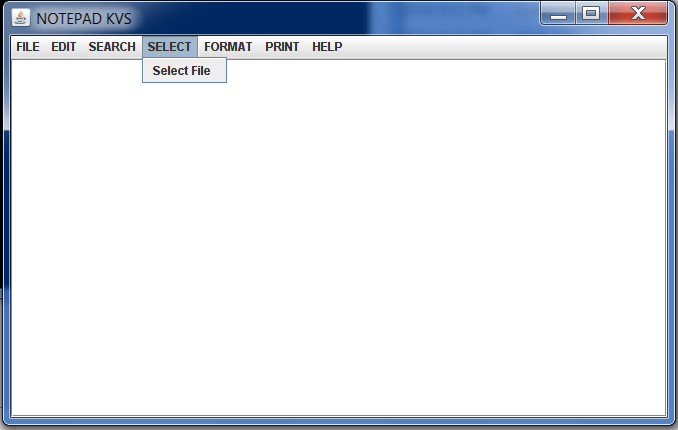 NOTEPAD KVS
FILE EDIT SEARCH SELECT FORMAT PRINT HELP
Select File